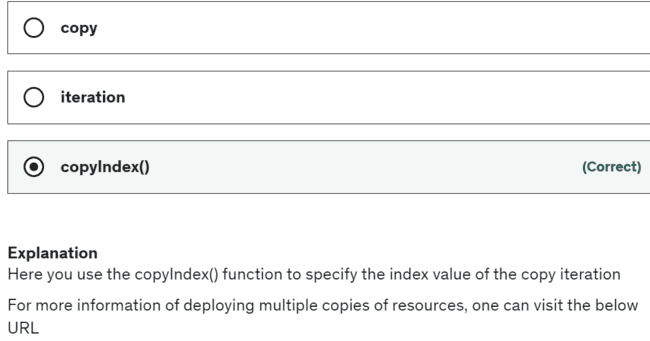 copy
iteration
copyIndex() (Correct)
Explanation
Here you use the copyIndex() function to specify the index value of the copy iteration
For more information of deploying multiple copies of resources, one can visit the below
URL